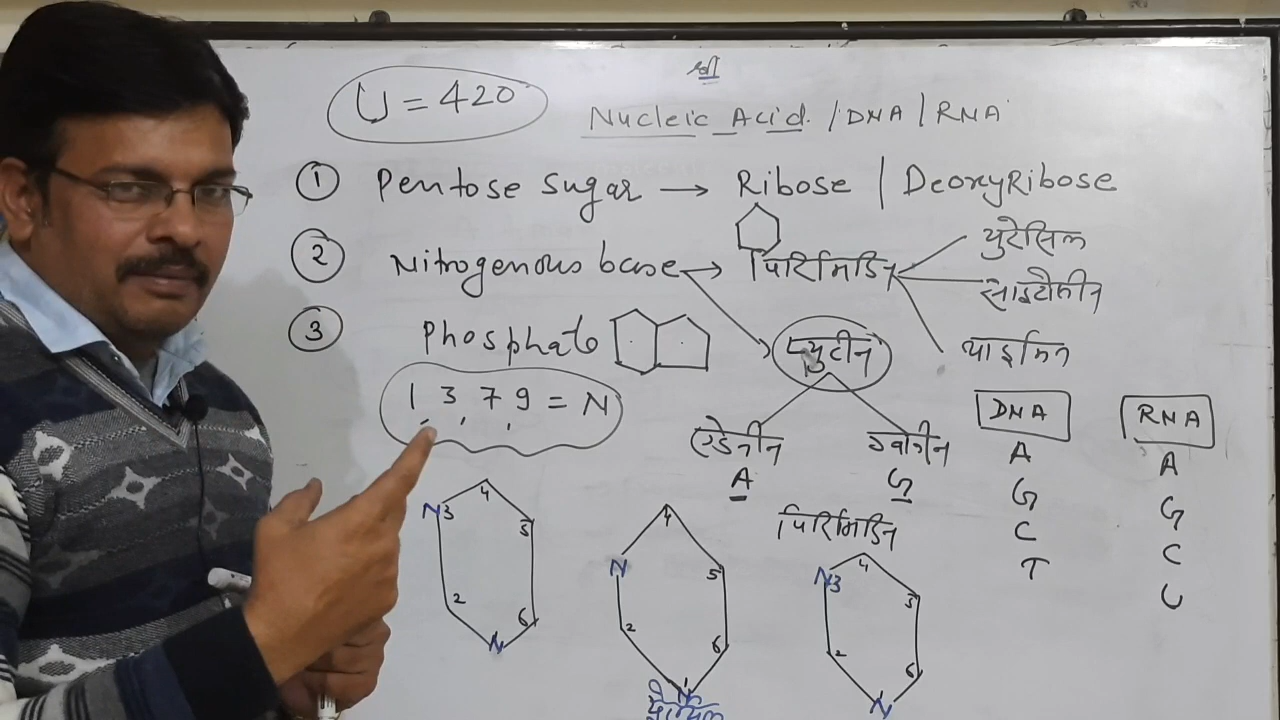 श्री
U = 420
Nucleic Acid / DNA / RNA
① Pentose sugar → Ribose | DeoxyRibose
② Nitrogenous base → पिरिमिडिन
युरेसिल
साइटोसीन
थाइमिन
③ Phosphate
प्युरीन
1 3, 7, 9 = N
एडेनीन
ग्वानीन
A
G
DNA
RNA
A
G
C
T
A
G
C
U
पिरिमिडिन
N3 4 5 6 N 2
N 4 5 6 1 2
N3 4 5 6 N 2